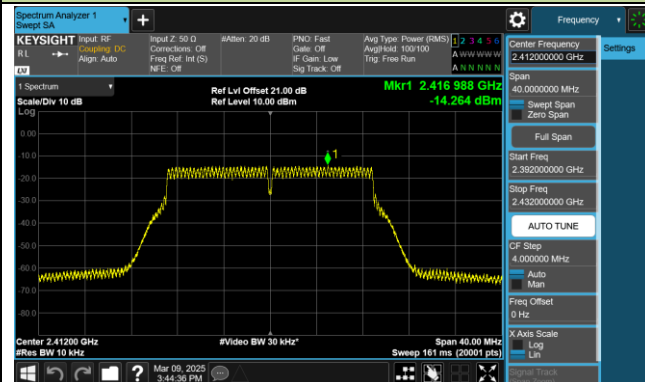 Spectrum Analyzer 1
Swept SA
+
Frequency
KEYSIGHT Input: RF Input Z: 50 Ω #Atten: 20 dB PNO: Fast Avg Type: Power (RMS) 1 2 3 4 5 6
RL Coupling: DC Corrections: Off Gate: Off Avg|Hold: 100/100 A W W W W W
Align: Auto Freq Ref: Int (S) IF Gain: Low Trig: Free Run
LXI NFE: Off Sig Track: Off A N N N N N
1 Spectrum
Scale/Div 10 dB
Ref Lvl Offset 21.00 dB
Ref Level 10.00 dBm
Mkr1 2.416 988 GHz
-14.264 dBm
Log
0.00
-10.0
-20.0
-30.0
-40.0
-50.0
-60.0
-70.0
-80.0
1
Center 2.41200 GHz
#Res BW 10 kHz
#Video BW 30 kHz*
Span 40.00 MHz
Sweep 161 ms (20001 pts)
Center Frequency
2.412000000 GHz
Span
40.0000000 MHz
Swept Span
Zero Span
Full Span
Start Freq
2.392000000 GHz
Stop Freq
2.432000000 GHz
AUTO TUNE
CF Step
4.000000 MHz
Auto
Man
Freq Offset
0 Hz
X Axis Scale
Log
Lin
Signal Track
Settings
?
Mar 09, 2025
3:44:36 PM